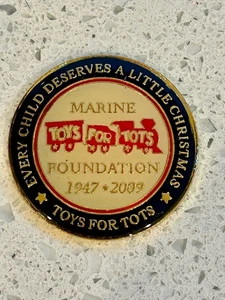 EVERY CHILD DESERVES A LITTLE CHRISTMAS
MARINE
TOYS FOR TOTS
FOUNDATION
1947 ★ 2009
★ TOYS FOR TOTS ★